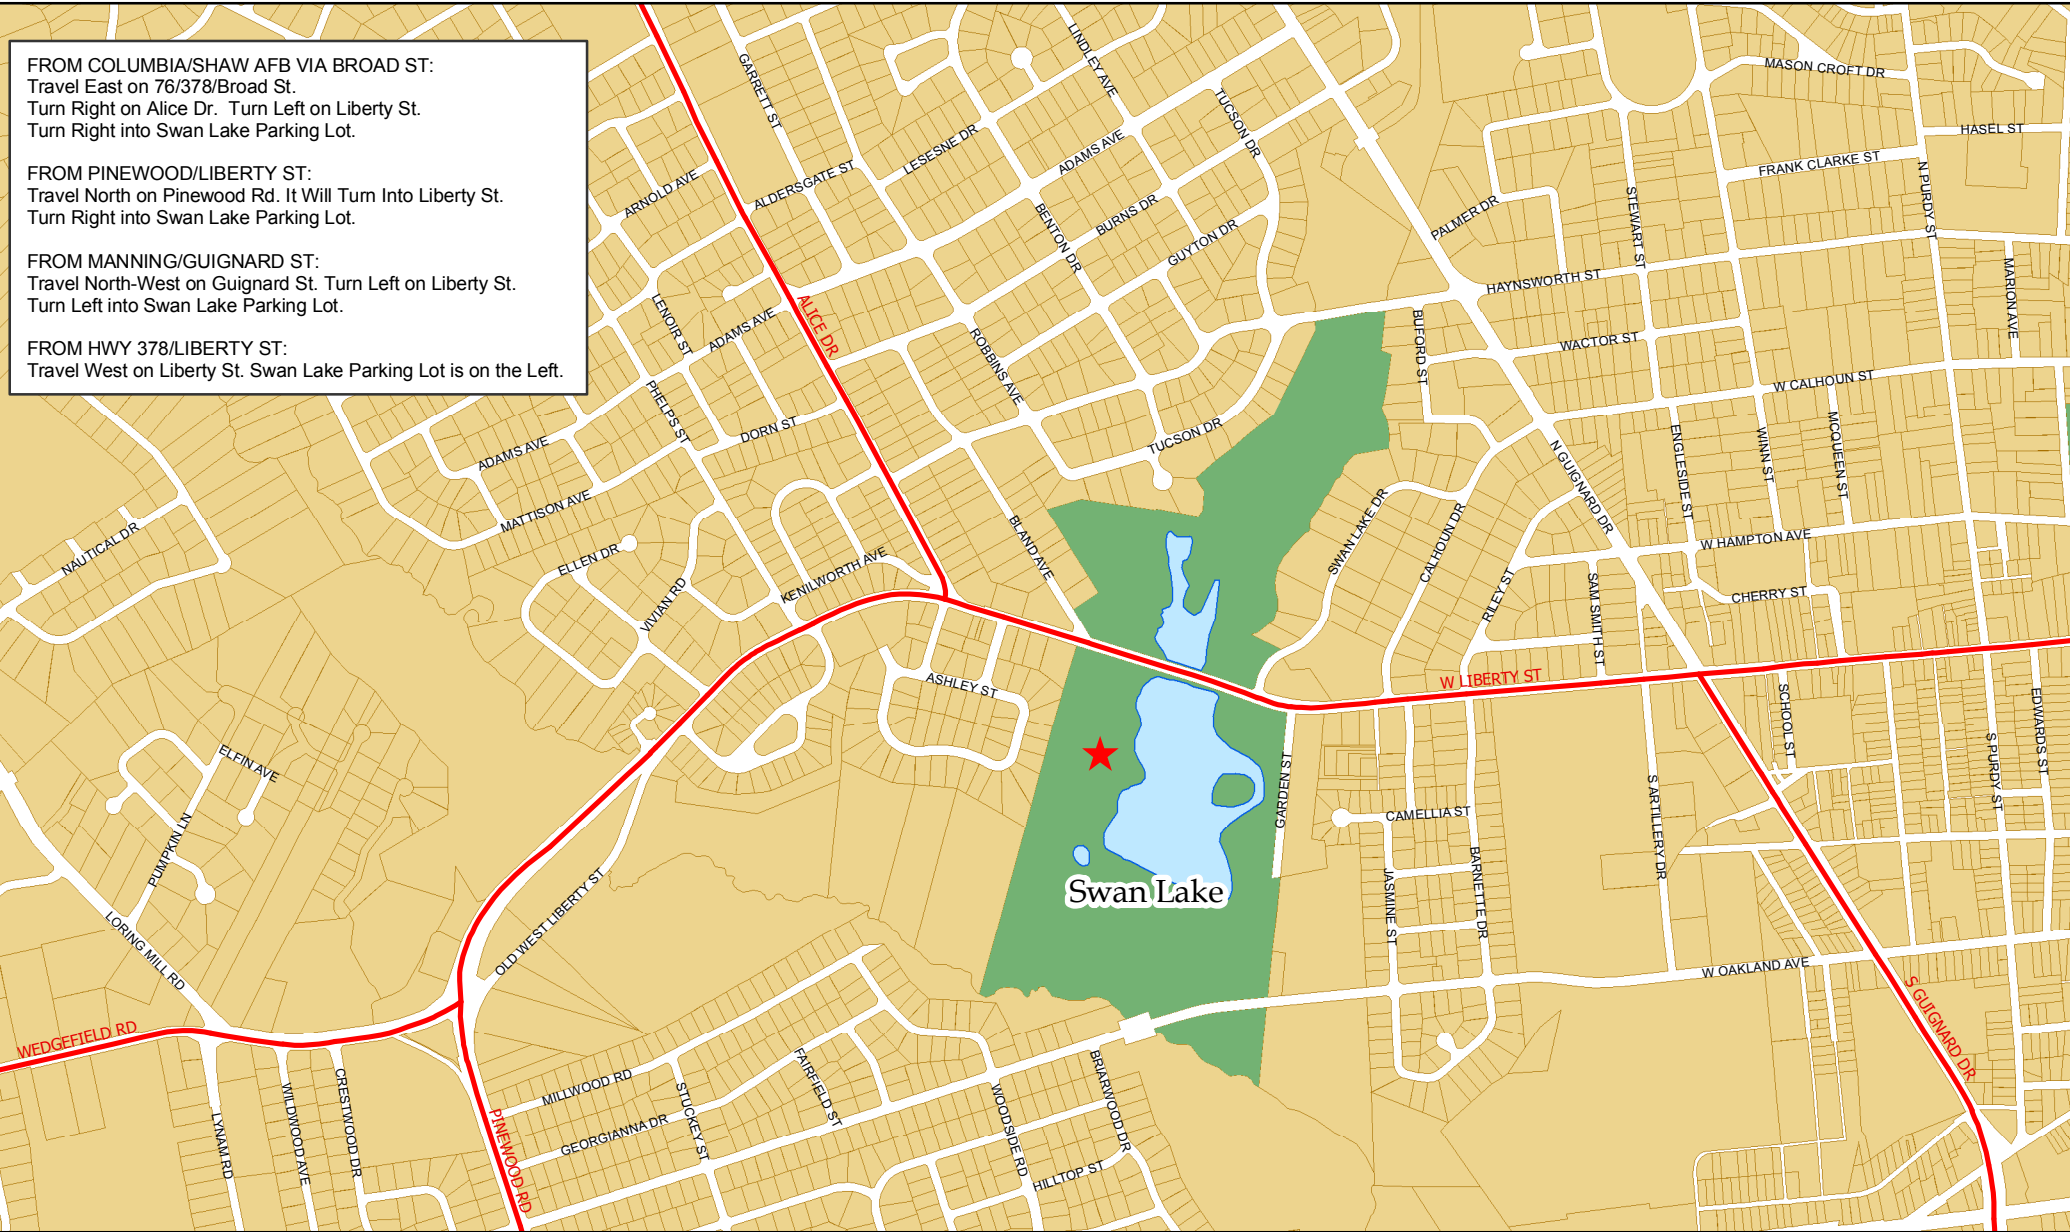 FROM COLUMBIA/SHAW AFB VIA BROAD ST:
Travel East on 76/378/Broad St.
Turn Right on Alice Dr. Turn Left on Liberty St.
Turn Right into Swan Lake Parking Lot.
FROM PINEWOOD/LIBERTY ST:
Travel North on Pinewood Rd. It Will Turn Into Liberty St.
Turn Right into Swan Lake Parking Lot.
FROM MANNING/GUIGNARD ST:
Travel North-West on Guignard St. Turn Left on Liberty St.
Turn Left into Swan Lake Parking Lot.
FROM HWY 378/LIBERTY ST:
Travel West on Liberty St. Swan Lake Parking Lot is on the Left.
GARRETT ST
LINDLEY AVE
TUCSON DR
MASON CROFT DR
HASEL ST
FRANK CLARKE ST
N PURDY ST
LESESNE DR
ADAMS AVE
ALDERSGATE ST
ARNOLD AVE
BENTON DR
BURNS DR
GUYTON DR
PALMER DR
STEWART ST
HAYNSWORTH ST
MARION AVE
LENOIR ST
ADAMS AVE
ALICE DR
ROBBINS AVE
BUFORD ST
WACTOR ST
W CALHOUN ST
PHELPS ST
DORN ST
ADAMS AVE
MATTISON AVE
TUCSON DR
N GUIGNARD DR
ENGLESIDE ST
WINN ST
MCQUEEN ST
NAUTICAL DR
ELLEN DR
VIVIAN RD
KENILWORTH AVE
BLAND AVE
SWAN LAKE DR
CALHOUN DR
RILEY ST
SAM SMITH ST
W HAMPTON AVE
CHERRY ST
ASHLEY ST
W LIBERTY ST
SCHOOL ST
EDWARDS ST
S PURDY ST
ELFIN AVE
PUMPKIN LN
GARDEN ST
CAMELLIA ST
JASMINE ST
BARNETTE DR
S ARTILLERY DR
Swan Lake
OLD WEST LIBERTY ST
LORING MILL RD
W OAKLAND AVE
S GUIGNARD DR
WEDGEFIELD RD
LYNAM RD
WILDWOOD AVE
CRESTWOOD DR
PINEWOOD RD
MILLWOOD RD
GEORGIANNA DR
STUCKEY ST
FAIRFIELD ST
WOODSIDE RD
BRIARWOOD DR
HILLTOP ST